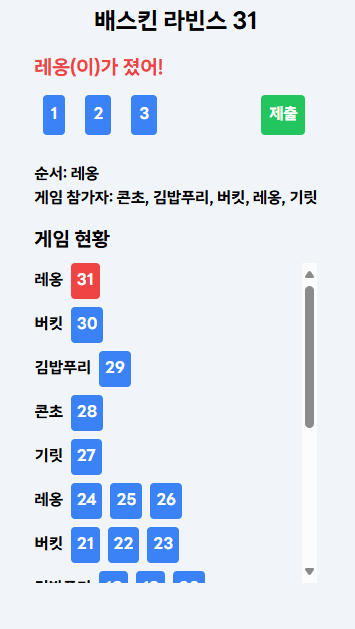 배스킨 라빈스 31
레옹(이)가 졌어!
1 2 3 제출
순서: 레옹
게임 참가자: 콘초, 김밥푸리, 버킷, 레옹, 기릿
게임 현황
레옹 31
버킷 30
김밥푸리 29
콘초 28
기릿 27
레옹 24 25 26
버킷 21 22 23